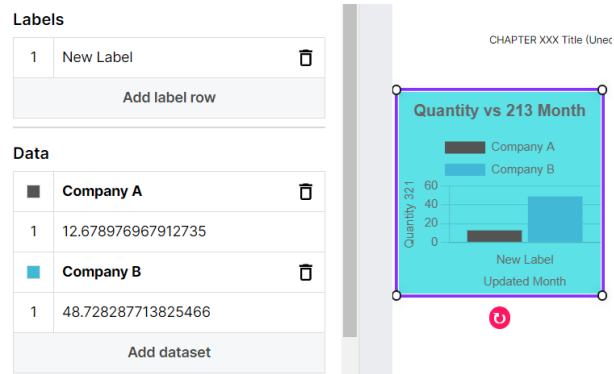 Labels
1 New Label
Add label row
Data
Company A
1 12.678976967912735
Company B
1 48.728287713825466
Add dataset
CHAPTER XXX Title (Uned
Quantity vs 213 Month
Company A
Company B
Quantity 321
60
40
20
0
New Label
Updated Month